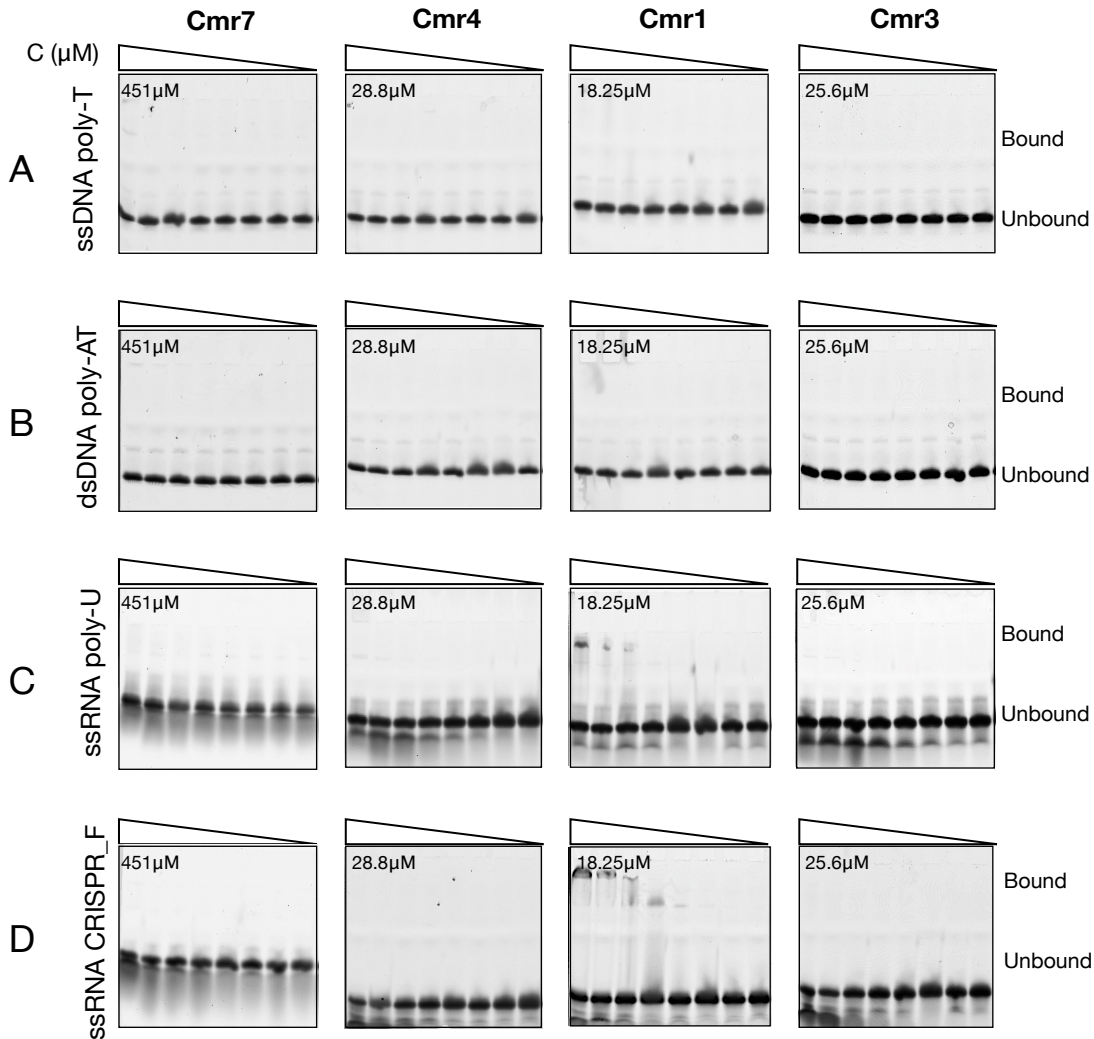 Cmr7 Cmr4 Cmr1 Cmr3
C (µM)
A
ssDNA poly-T
451µM 28.8µM 18.25µM 25.6µM
Bound
Unbound
B
dsDNA poly-AT
451µM 28.8µM 18.25µM 25.6µM
Bound
Unbound
C
ssRNA poly-U
451µM 28.8µM 18.25µM 25.6µM
Bound
Unbound
D
ssRNA CRISPR_F
451µM 28.8µM 18.25µM 25.6µM
Bound
Unbound